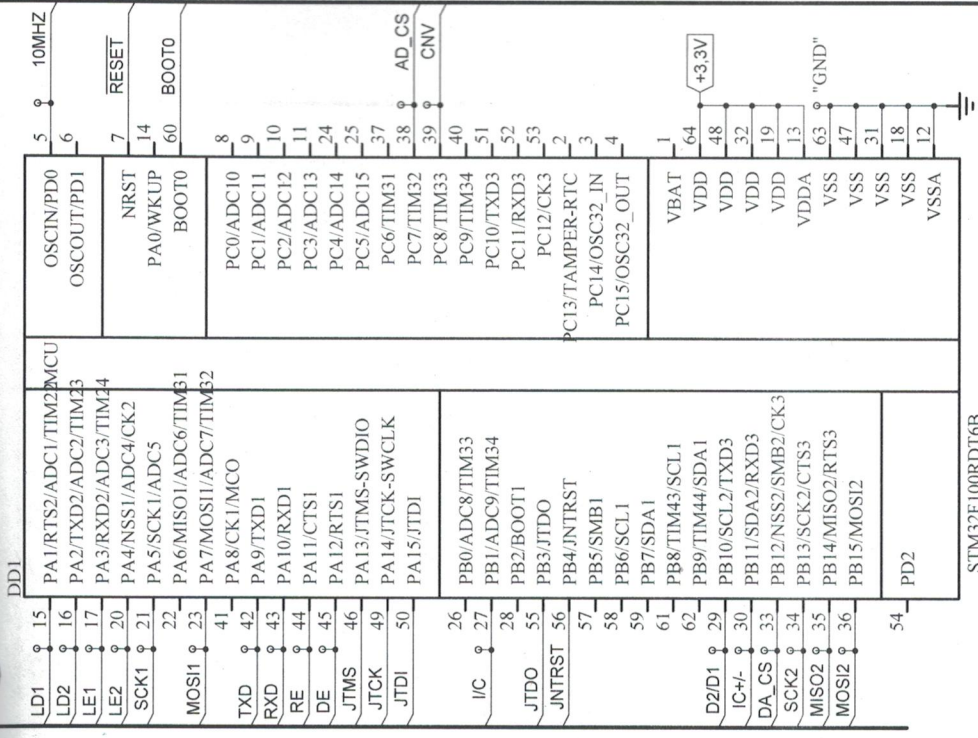 DD1
LD1 15 PA1/RTS2/ADC1/TIM22
LD2 16 PA2/TXD2/ADC2/TIM23
LE1 17 PA3/RXD2/ADC3/TIM24
LE2 20 PA4/NSS1/ADC4/CK2
SCK1 21 PA5/SCK1/ADC5
22 PA6/MISO1/ADC6/TIM31
MOSI1 23 PA7/MOSI1/ADC7/TIM32
41 PA8/CK1/MCO
TXD 42 PA9/TXD1
RXD 43 PA10/RXD1
RE 44 PA11/CTS1
DE 45 PA12/RTS1
JTMS 46 PA13/JTMS-SWDIO
JTCK 49 PA14/JTCK-SWCLK
JTDI 50 PA15/JTDI
26 PB0/ADC8/TIM33
I/C 27 PB1/ADC9/TIM34
28 PB2/BOOT1
JTDO 55 PB3/JTDO
JNTRST 56 PB4/JNTRST
57 PB5/SMB1
58 PB6/SCL1
59 PB7/SDA1
61 PB8/TIM43/SCL1
62 PB9/TIM44/SDA1
D2/D1 29 PB10/SCL2/TXD3
IC+/- 30 PB11/SDA2/RXD3
DA_CS 33 PB12/NSS2/SMB2/CK3
SCK2 34 PB13/SCK2/CTS3
MISO2 35 PB14/MISO2/RTS3
MOSI2 36 PB15/MOSI2
54 PD2
MCU
OSCIN/PD0 5 10MHZ
OSCOUT/PD1 6
NRST 7 RESET
PA0/WKUP 14
BOOT0 60 BOOT0
PC0/ADC10 8
PC1/ADC11 9
PC2/ADC12 10
PC3/ADC13 11
PC4/ADC14 24
PC5/ADC15 25
PC6/TIM31 37
PC7/TIM32 38 AD_CS
PC8/TIM33 39 CNV
PC9/TIM34 40
PC10/TXD3 51
PC11/RXD3 52
PC12/CK3 53
PC13/TAMPER-RTC 2
PC14/OSC32_IN 3
PC15/OSC32_OUT 4
VBAT 1
VDD 64 +3,3V
VDD 48
VDD 32
VDD 19
VDDA 13
VSS 63 "GND"
VSS 47
VSS 31
VSS 18
VSSA 12
STM32F100RDT6B